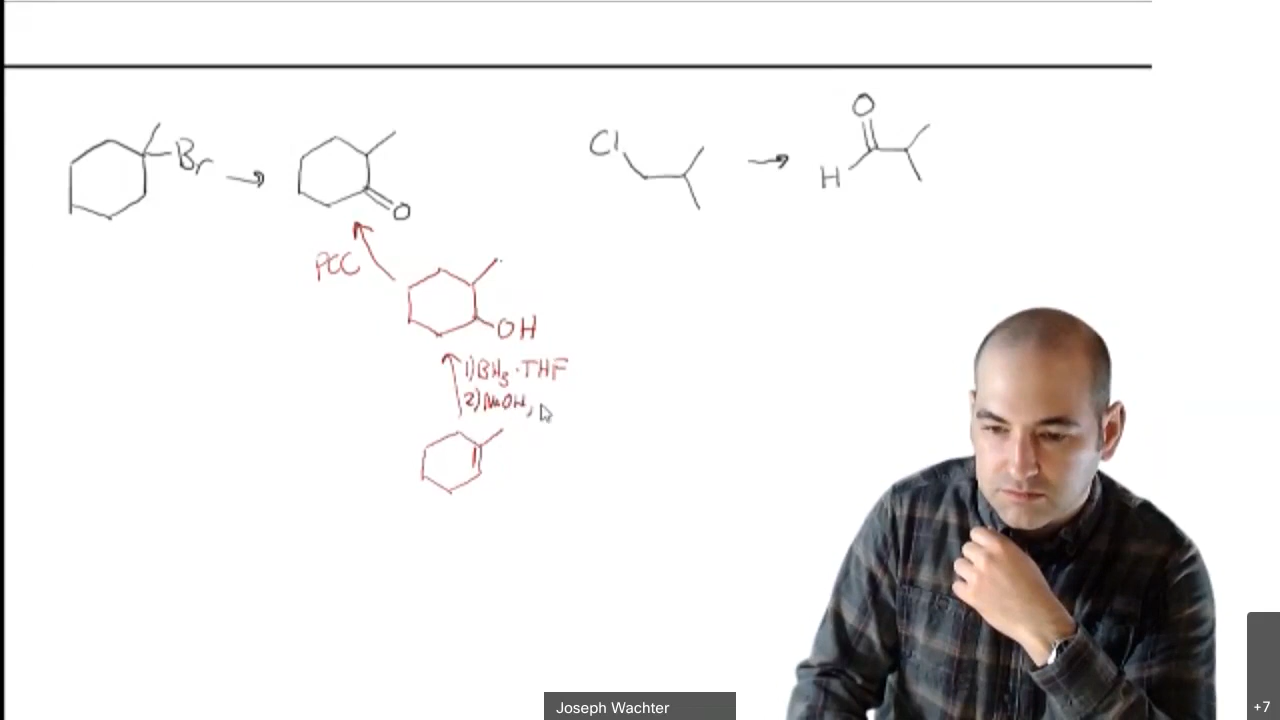 Br
O
Cl
O
H
PCC
OH
1) BH3 · THF
2) NaOH,
Joseph Wachter
+7